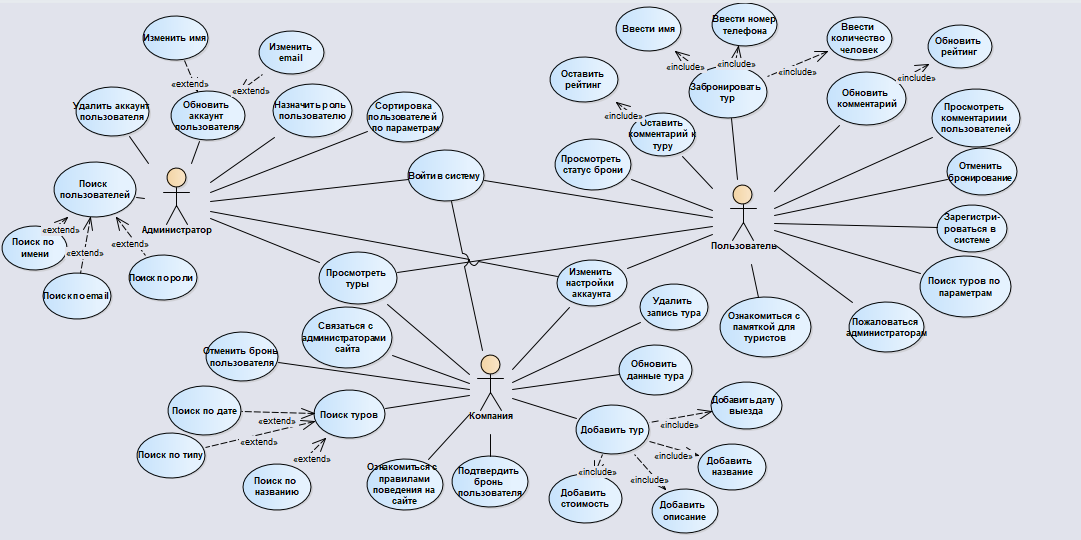 Изменить имя
Изменить
email
«extend»
«extend»
Удалить аккаунт
пользователя
Обновить
аккаунт
пользователя
Назначить роль
пользователю
Сортировка
пользователей
по параметрам
Войти в систему
Поиск
пользователей
Администратор
«extend»
«extend»
«extend»
Поиск по
имени
Поиск по email
Поиск по роли
Ввести имя
Ввести номер
телефона
Ввести
количество
человек
Обновить
рейтинг
«include»
«include»
«include»
«include»
Оставить
рейтинг
Забронировать
тур
Обновить
комментарий
«include»
Оставить
комментарий к
туру
Просмотреть
комментариии
пользователей
Просмотреть
статус брони
Отменить
бронирование
Пользователь
Зарегистри-
роваться в
системе
Просмотреть
туры
Изменить
настройки
аккаунта
Поиск туров по
параметрам
Удалить
запись тура
Ознакомиться с
памяткой для
туристов
Пожаловаться
администраторам
Связаться с
администраторами
сайта
Отменить бронь
пользователя
Обновить
данные тура
Компания
Поиск по дате
«extend»
Поиск туров
Поиск по типу
«extend»
«extend»
Поиск по
названию
Ознакомиться с
правилами
поведения на
сайте
Подтвердить
бронь
пользователя
Добавить тур
Добавить дату
выезда
«include»
«include»
Добавить
название
«include»
«include»
Добавить
стоимость
Добавить
описание